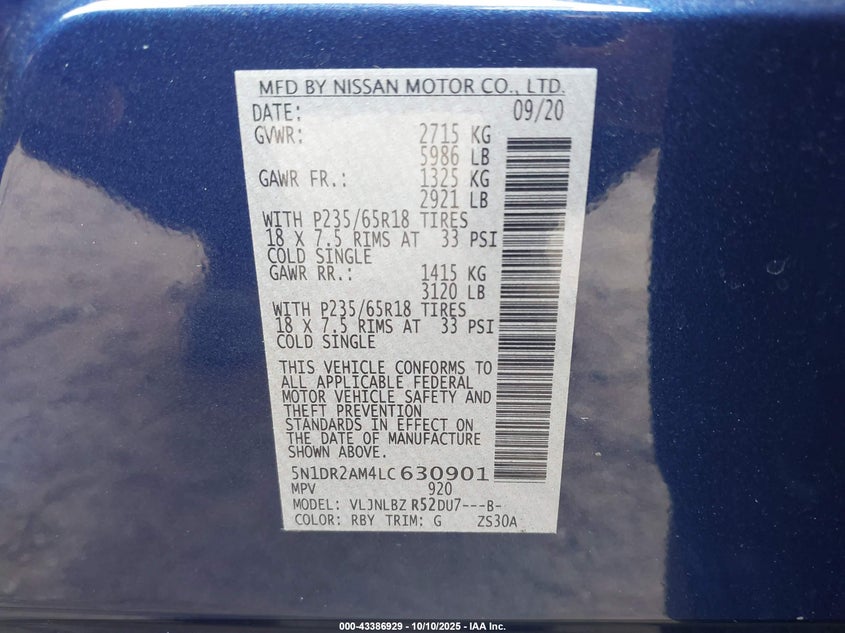 MFD BY NISSAN MOTOR CO., LTD.
DATE: 09/20
GVWR: 2715 KG
5986 LB
GAWR FR.: 1325 KG
2921 LB
WITH P235/65R18 TIRES
18 X 7.5 RIMS AT 33 PSI
COLD SINGLE
GAWR RR.: 1415 KG
3120 LB
WITH P235/65R18 TIRES
18 X 7.5 RIMS AT 33 PSI
COLD SINGLE
THIS VEHICLE CONFORMS TO
ALL APPLICABLE FEDERAL
MOTOR VEHICLE SAFETY AND
THEFT PREVENTION
STANDARDS IN EFFECT ON
THE DATE OF MANUFACTURE
SHOWN ABOVE.
5N1DR2AM4LC630901
MPV 920
MODEL: VLJNLBZ R52DU7---B-
COLOR: RBY TRIM: G ZS30A
000-43386929 - 10/10/2025 - IAA Inc.